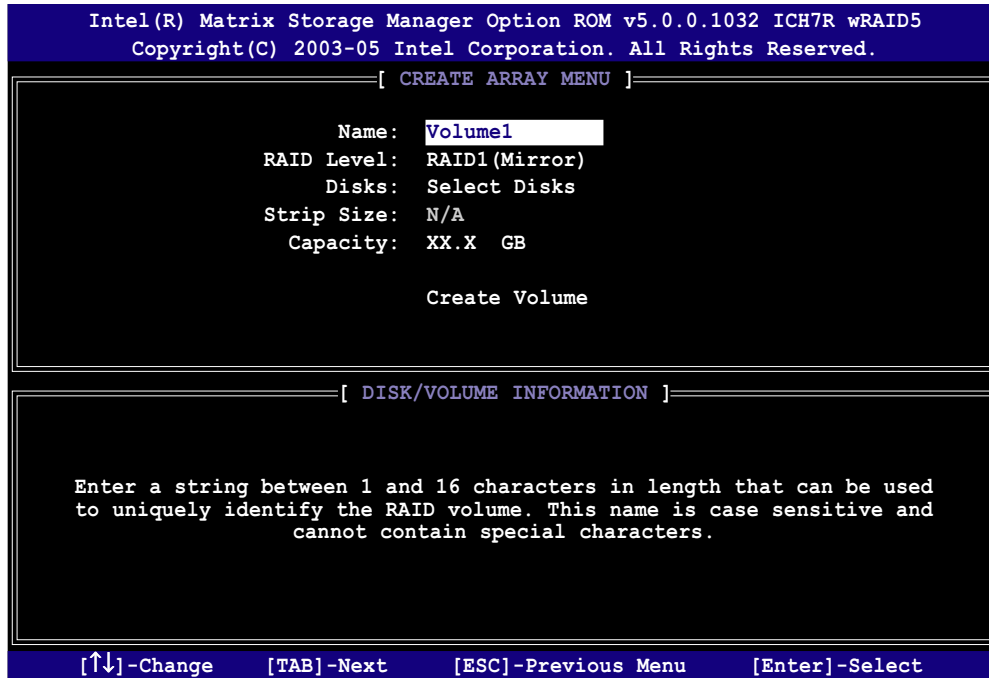 Intel(R) Matrix Storage Manager Option ROM v5.0.0.1032 ICH7R wRAID5
Copyright(C) 2003-05 Intel Corporation. All Rights Reserved.
[ CREATE ARRAY MENU ]
Name: Volume1
RAID Level: RAID1(Mirror)
Disks: Select Disks
Strip Size: N/A
Capacity: XX.X GB
Create Volume
[ DISK/VOLUME INFORMATION ]
Enter a string between 1 and 16 characters in length that can be used
to uniquely identify the RAID volume. This name is case sensitive and
cannot contain special characters.
[↑↓]-Change [TAB]-Next [ESC]-Previous Menu [Enter]-Select